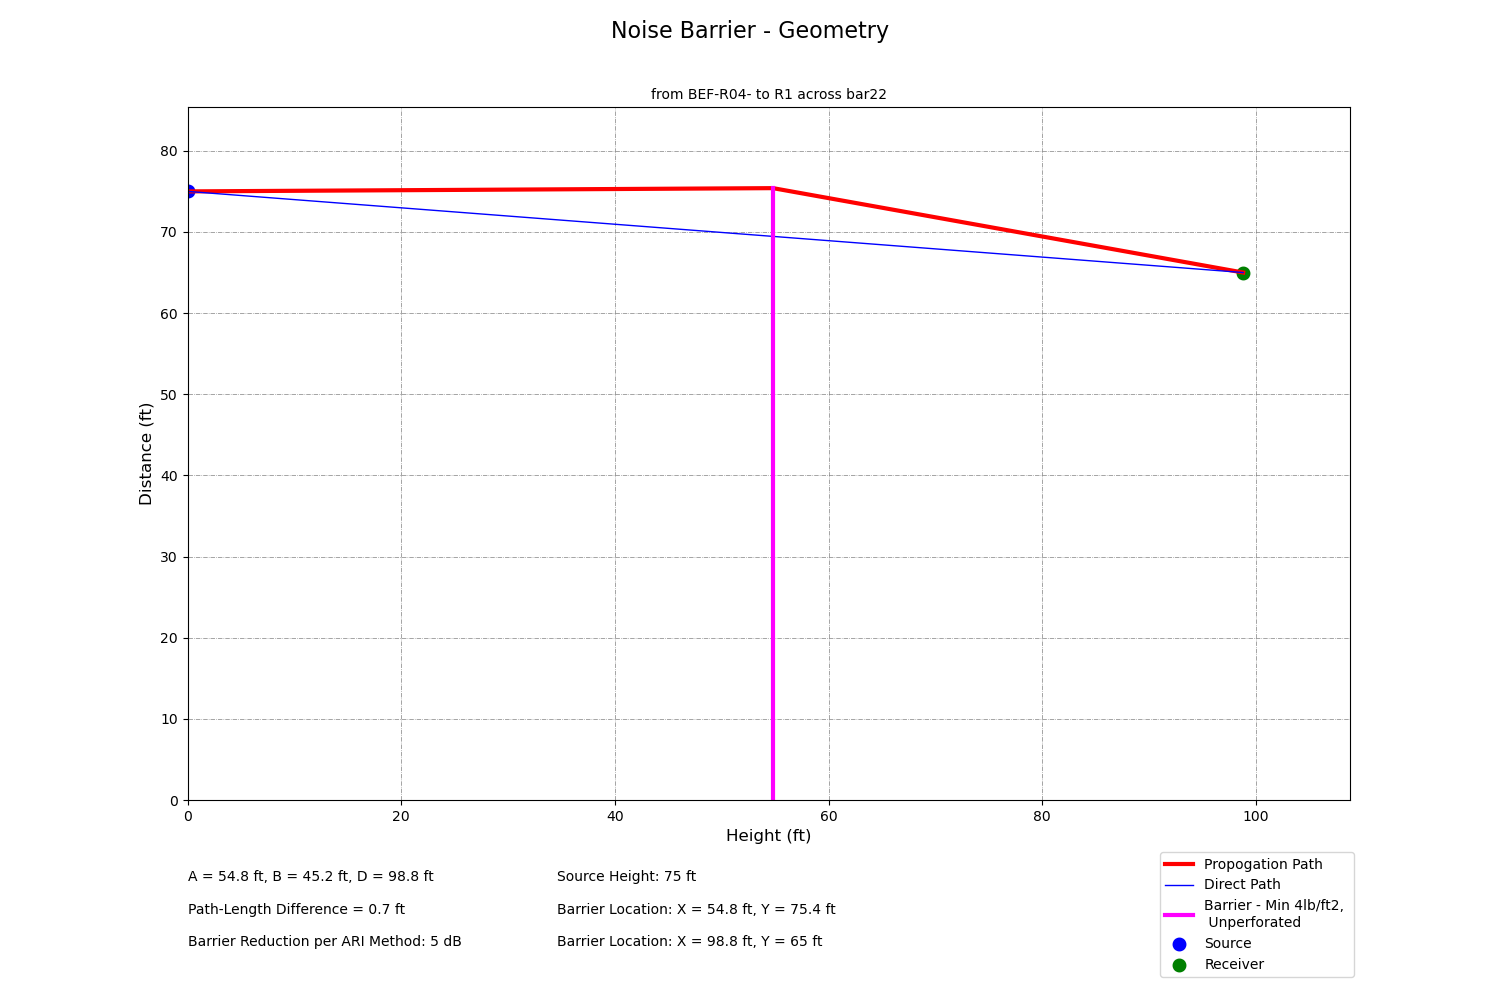 Noise Barrier - Geometry
from BEF-R04- to R1 across bar22
80
70
60
50
40
30
20
10
0
Distance (ft)
0 20 40 60 80 100
Height (ft)
A = 54.8 ft, B = 45.2 ft, D = 98.8 ft
Path-Length Difference = 0.7 ft
Barrier Reduction per ARI Method: 5 dB
Source Height: 75 ft
Barrier Location: X = 54.8 ft, Y = 75.4 ft
Barrier Location: X = 98.8 ft, Y = 65 ft
Propogation Path
Direct Path
Barrier - Min 4lb/ft2,
Unperforated
Source
Receiver